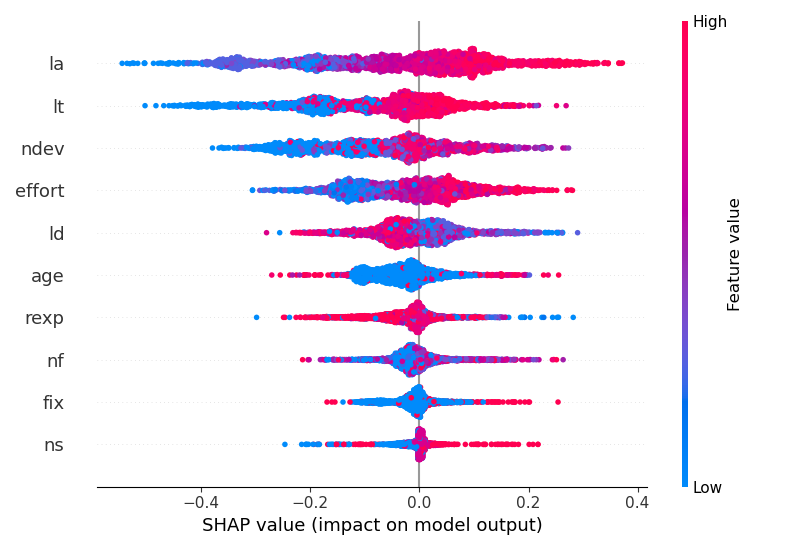 High
la
lt
ndev
effort
ld
age
rexp
nf
fix
ns
Feature value
Low
−0.4 −0.2 0.0 0.2 0.4
SHAP value (impact on model output)